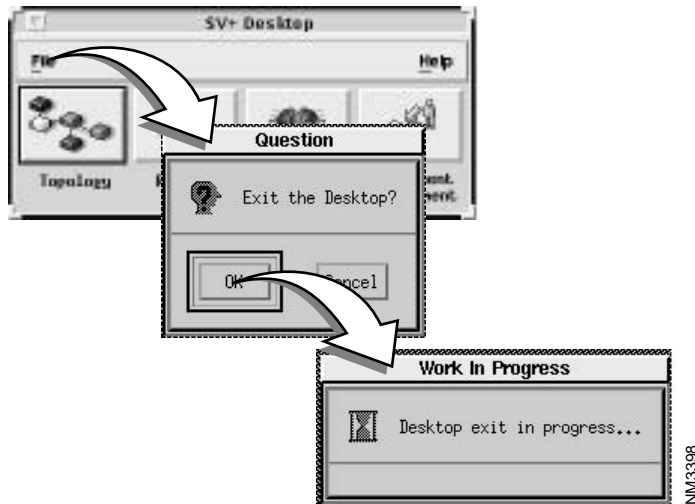 SV+ Desktop
File
Help
Topology
Question
Exit the Desktop?
OK
Cancel
Work In Progress
Desktop exit in progress...
NM3398